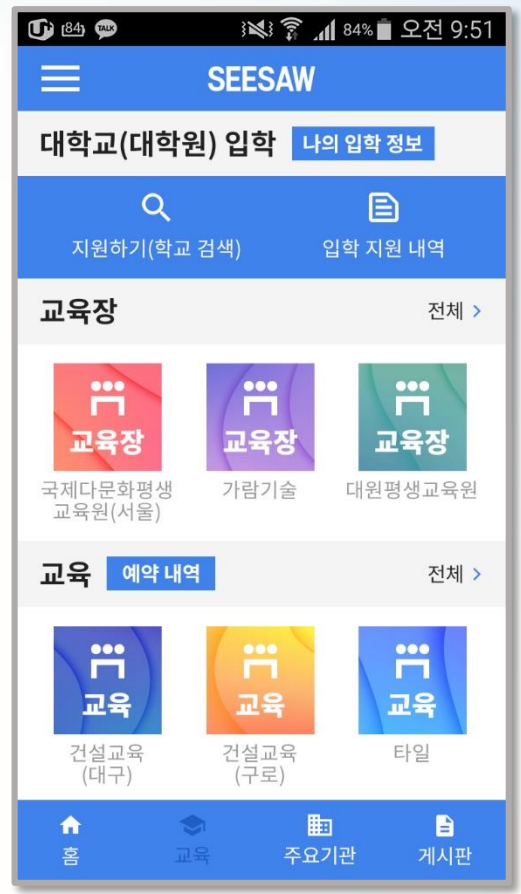 84 TALK 84% 오전 9:51
SEESAW
대학교(대학원) 입학 나의 입학 정보
지원하기(학교 검색) 입학 지원 내역
교육장 전체 >
교육장 교육장 교육장
국제다문화평생
교육원(서울)
가람기술
대원평생교육원
교육 예약 내역 전체 >
교육 교육 교육
건설교육
(대구)
건설교육
(구로)
타일
홈 교육 주요기관 게시판